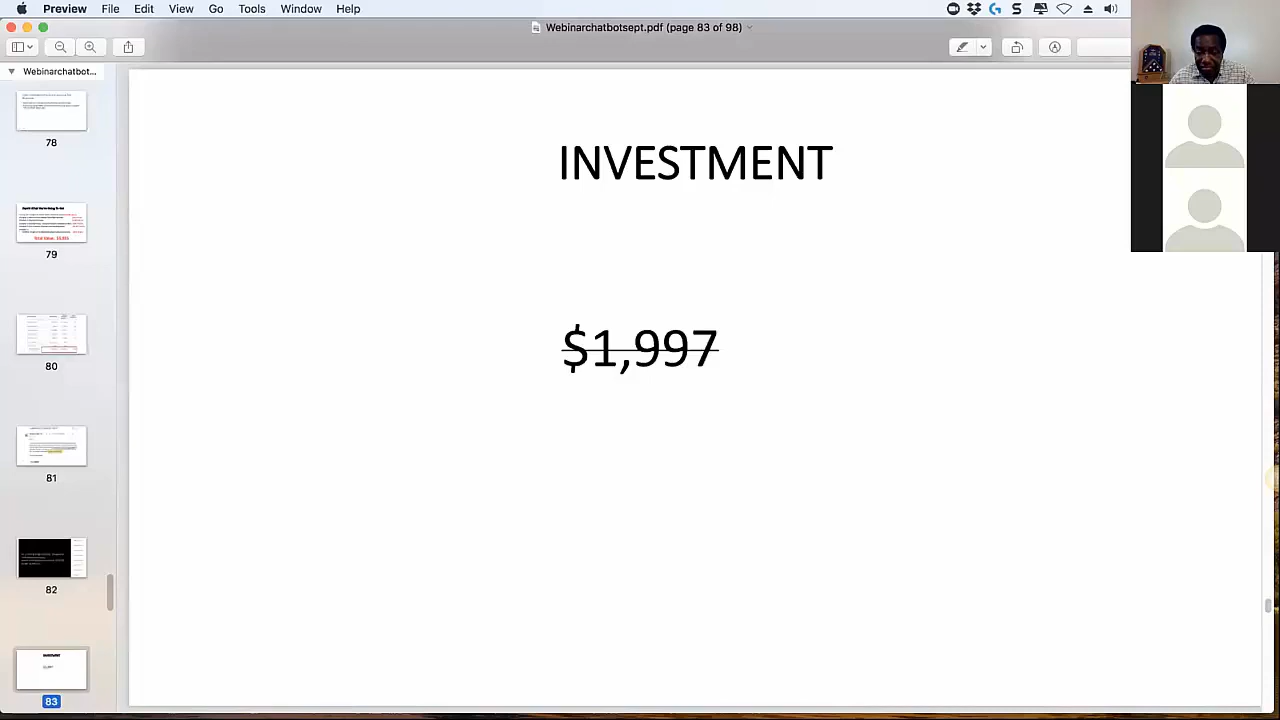 Preview File Edit View Go Tools Window Help
Webinarchatbotsept.pdf (page 83 of 98)
Webinarchatbot...
78
79
80
81
82
83
INVESTMENT
$1,997